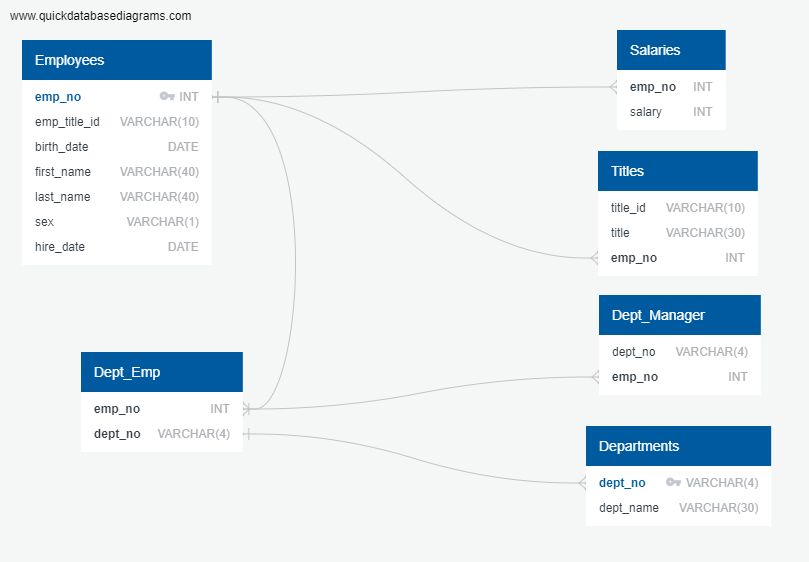 www.quickdatabasediagrams.com
Employees
emp_no INT
emp_title_id VARCHAR(10)
birth_date DATE
first_name VARCHAR(40)
last_name VARCHAR(40)
sex VARCHAR(1)
hire_date DATE
Salaries
emp_no INT
salary INT
Titles
title_id VARCHAR(10)
title VARCHAR(30)
emp_no INT
Dept_Manager
dept_no VARCHAR(4)
emp_no INT
Dept_Emp
emp_no INT
dept_no VARCHAR(4)
Departments
dept_no VARCHAR(4)
dept_name VARCHAR(30)